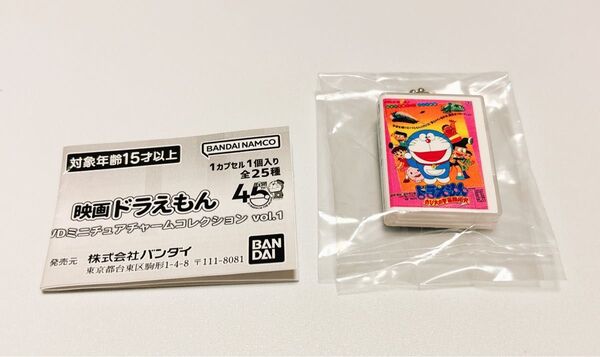 対象年齢15才以上
BANDAI NAMCO
1カプセル1個入り
全25種
映画ドラえもん
VDミニチュアチャームコレクション vol.1
発売元 株式会社バンダイ
東京都台東区駒形1-4-8 〒111-8081
BAN
DAI
ドラえもん